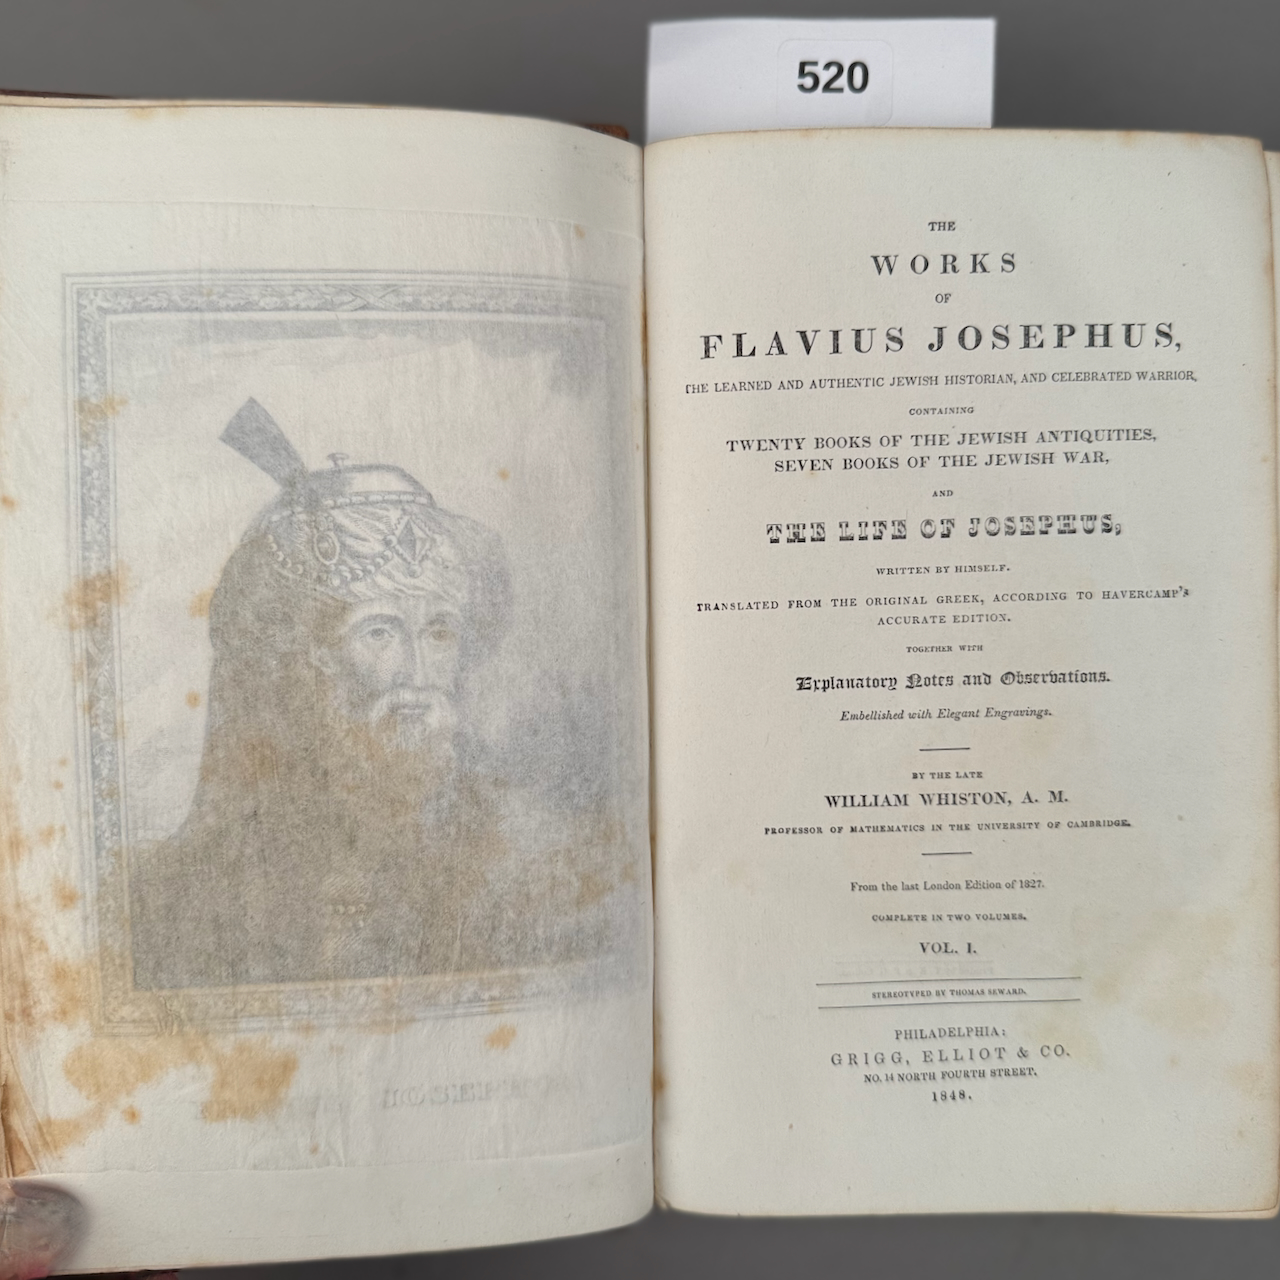 520
THE
WORKS
OF
FLAVIUS JOSEPHUS,
THE LEARNED AND AUTHENTIC JEWISH HISTORIAN, AND CELEBRATED WARRIOR,
CONTAINING
TWENTY BOOKS OF THE JEWISH ANTIQUITIES,
SEVEN BOOKS OF THE JEWISH WAR,
AND
THE LIFE OF JOSEPHUS,
WRITTEN BY HIMSELF.
TRANSLATED FROM THE ORIGINAL GREEK, ACCORDING TO HAVERCAMP'S
ACCURATE EDITION.
TOGETHER WITH
Explanatory Notes and Observations.
Embellished with Elegant Engravings.
BY THE LATE
WILLIAM WHISTON, A. M.
PROFESSOR OF MATHEMATICS IN THE UNIVERSITY OF CAMBRIDGE.
From the last London Edition of 1827.
COMPLETE IN TWO VOLUMES.
VOL. I.
STEREOTYPED BY THOMAS SEWARD.
PHILADELPHIA:
GRIGG, ELLIOT & CO.
NO. 14 NORTH FOURTH STREET.
1848.